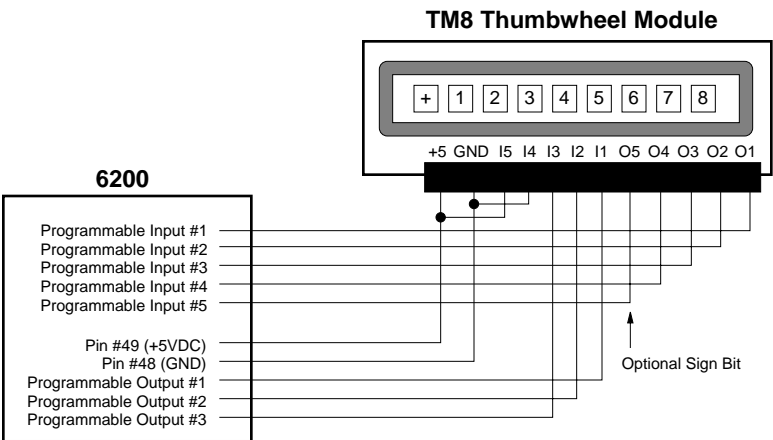 TM8 Thumbwheel Module
+ 1 2 3 4 5 6 7 8
+5 GND I5 I4 I3 I2 I1 O5 O4 O3 O2 O1
6200
Programmable Input #1
Programmable Input #2
Programmable Input #3
Programmable Input #4
Programmable Input #5
Pin #49 (+5VDC)
Pin #48 (GND)
Optional Sign Bit
Programmable Output #1
Programmable Output #2
Programmable Output #3